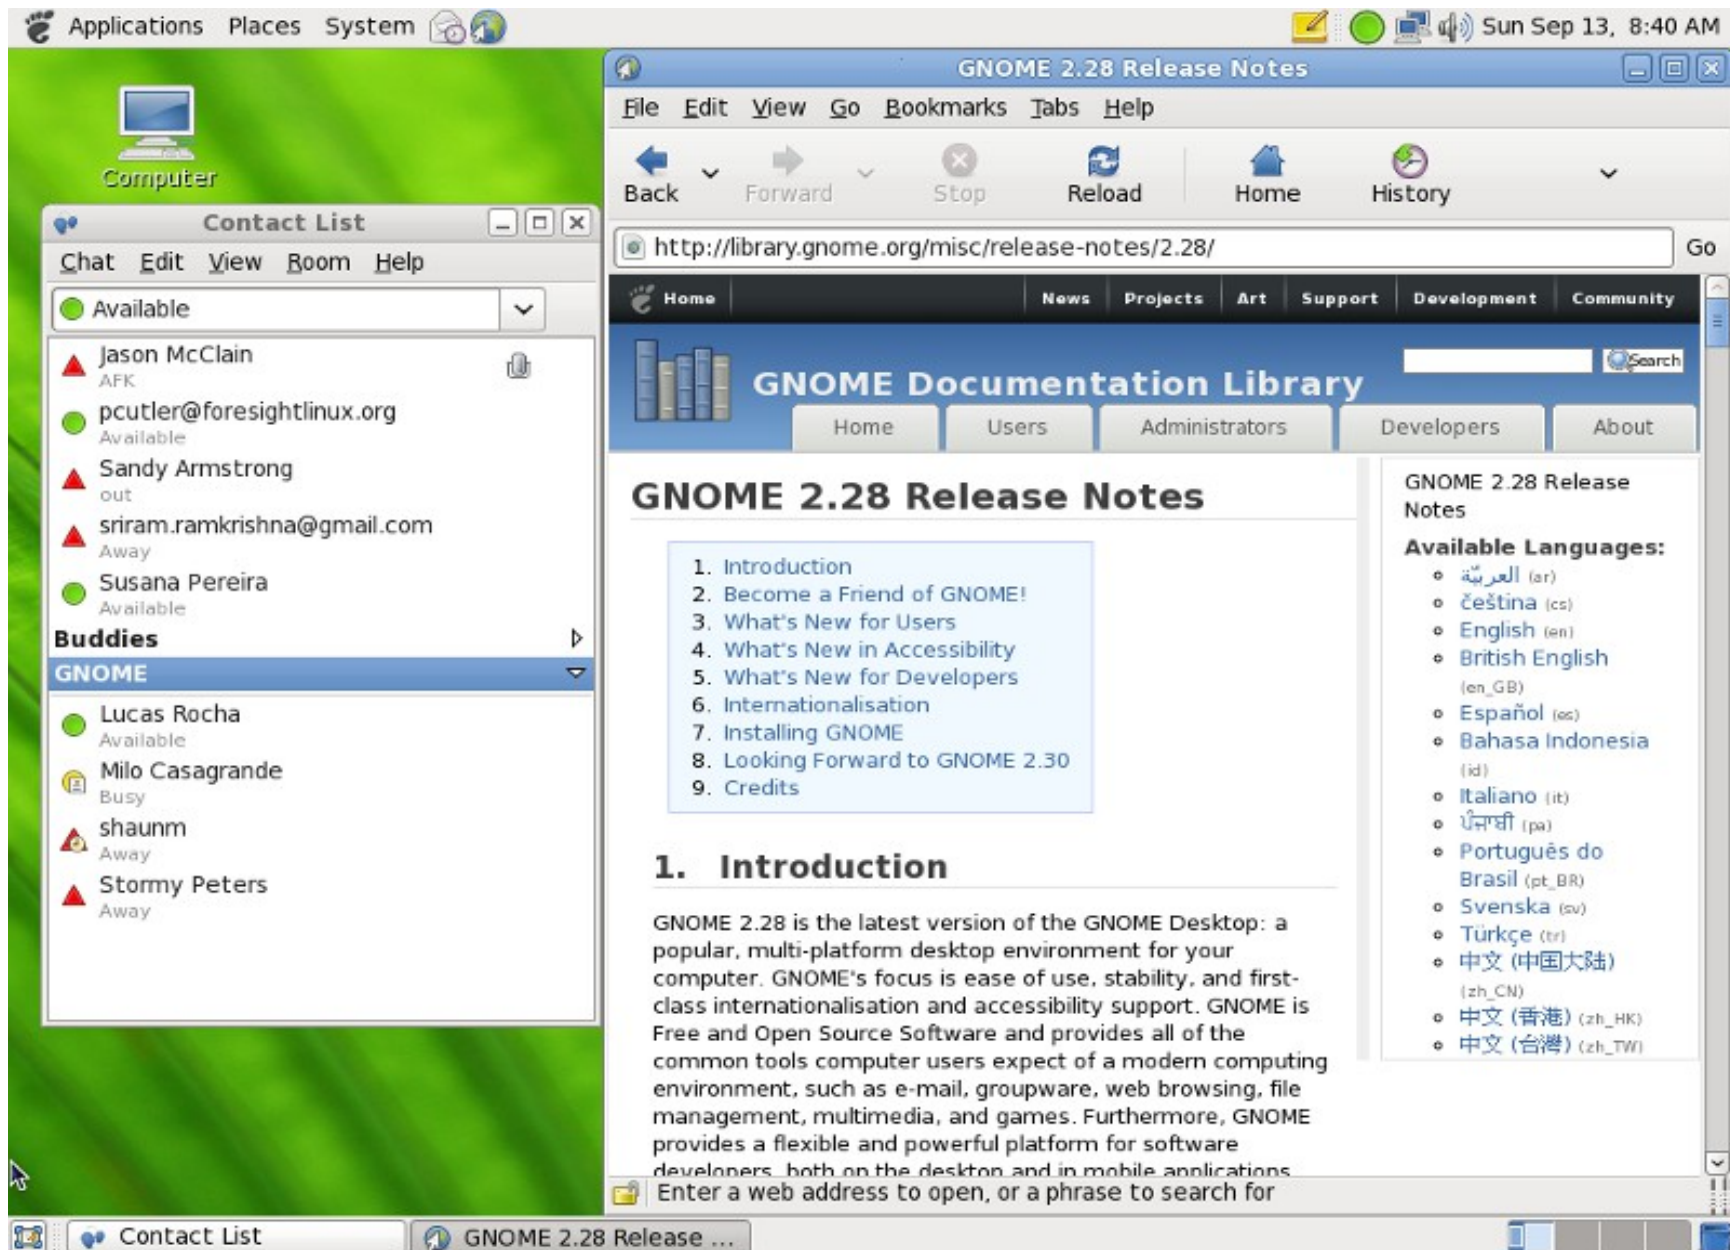 Applications Places System
Sun Sep 13, 8:40 AM
Computer
Contact List
Chat Edit View Room Help
Available
Jason McClain
AFK
pcutler@foresightlinux.org
Available
Sandy Armstrong
out
sriram.ramkrishna@gmail.com
Away
Susana Pereira
Available
Buddies
GNOME
Lucas Rocha
Available
Milo Casagrande
Busy
shaunm
Away
Stormy Peters
Away
GNOME 2.28 Release Notes
File Edit View Go Bookmarks Tabs Help
Back Forward Stop Reload Home History
http://library.gnome.org/misc/release-notes/2.28/ Go
Home News Projects Art Support Development Community
Search
GNOME Documentation Library
Home Users Administrators Developers About
GNOME 2.28 Release Notes
1. Introduction
2. Become a Friend of GNOME!
3. What's New for Users
4. What's New in Accessibility
5. What's New for Developers
6. Internationalisation
7. Installing GNOME
8. Looking Forward to GNOME 2.30
9. Credits
1. Introduction
GNOME 2.28 is the latest version of the GNOME Desktop: a
popular, multi-platform desktop environment for your
computer. GNOME's focus is ease of use, stability, and first-
class internationalisation and accessibility support. GNOME is
Free and Open Source Software and provides all of the
common tools computer users expect of a modern computing
environment, such as e-mail, groupware, web browsing, file
management, multimedia, and games. Furthermore, GNOME
provides a flexible and powerful platform for software
developers, both on the desktop and in mobile applications
GNOME 2.28 Release
Notes
Available Languages:
العربيّة (ar)
čeština (cs)
English (en)
British English
(en_GB)
Español (es)
Bahasa Indonesia
(id)
Italiano (it)
ਪੰਜਾਬੀ (pa)
Português do
Brasil (pt_BR)
Svenska (sv)
Türkçe (tr)
中文 (中国大陆)
(zh_CN)
中文 (香港) (zh_HK)
中文 (台灣) (zh_TW)
Enter a web address to open, or a phrase to search for
Contact List
GNOME 2.28 Release ...